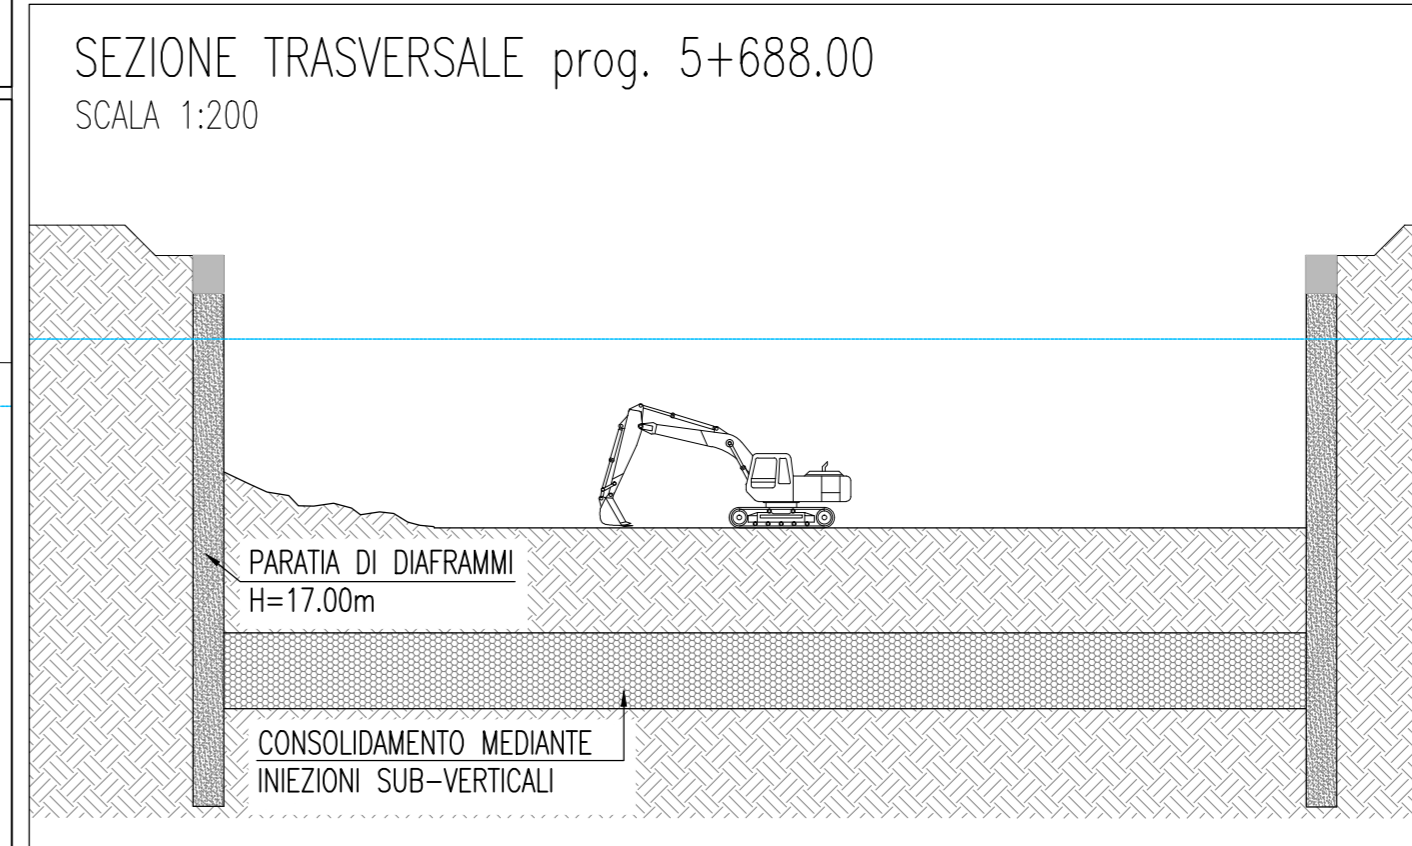 SEZIONE TRASVERSALE prog. 5+688.00
SCALA 1:200
PARATIA DI DIAFRAMMI
H=17.00m
CONSOLIDAMENTO MEDIANTE
INIEZIONI SUB-VERTICALI